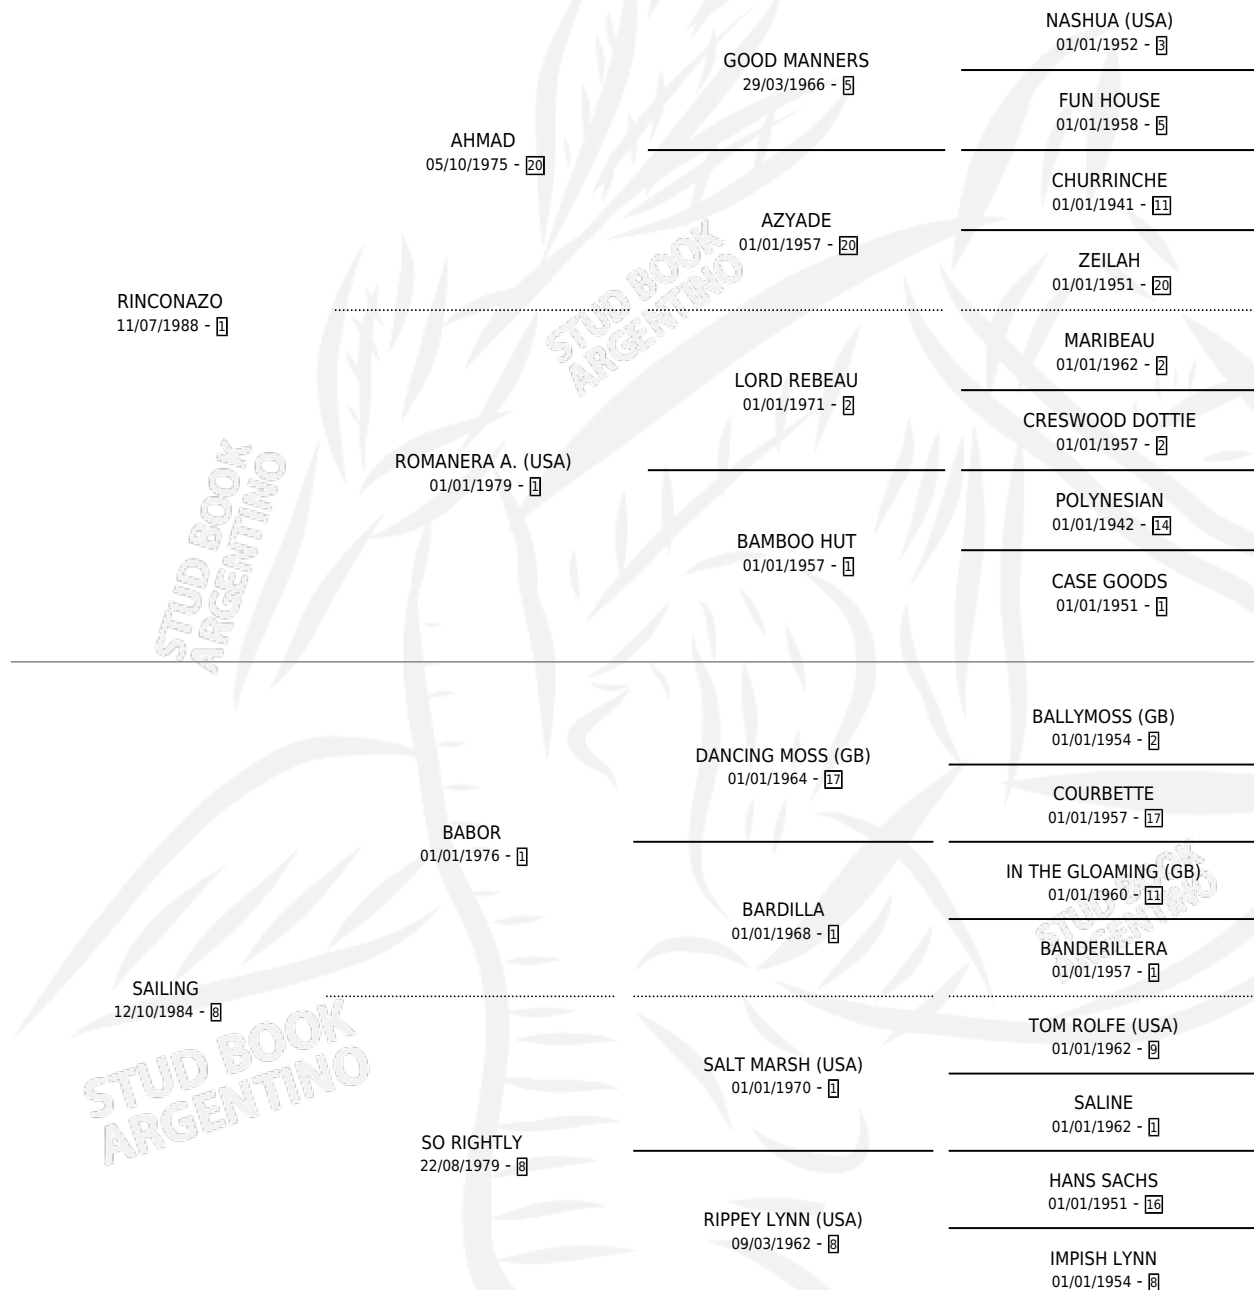 NASHUA (USA)
01/01/1952 - 3
GOOD MANNERS
29/03/1966 - 5
FUN HOUSE
01/01/1958 - 5
AHMAD
05/10/1975 - 20
CHURRINCHE
01/01/1941 - 11
AZYADE
01/01/1957 - 20
ZEILAH
01/01/1951 - 20
RINCONAZO
11/07/1988 - 1
STUD BOOK
ARGENTINO
MARIBEAU
01/01/1962 - 2
LORD REBEAU
01/01/1971 - 2
CRESWOOD DOTTIE
01/01/1957 - 2
ROMANERA A. (USA)
01/01/1979 - 1
POLYNESIAN
01/01/1942 - 14
BAMBOO HUT
01/01/1957 - 1
CASE GOODS
01/01/1951 - 1
STUD BOOK
ARGENTINO
BALLYMOSS (GB)
01/01/1954 - 2
DANCING MOSS (GB)
01/01/1964 - 17
COURBETTE
01/01/1957 - 17
BABOR
01/01/1976 - 1
IN THE GLOAMING (GB)
01/01/1960 - 11
STUD BOOK
ARGENTINO
BARDILLA
01/01/1968 - 1
BANDERILLERA
01/01/1957 - 1
SAILING
12/10/1984 - 8
STUD BOOK
ARGENTINO
TOM ROLFE (USA)
01/01/1962 - 9
SALT MARSH (USA)
01/01/1970 - 1
SALINE
01/01/1962 - 1
SO RIGHTLY
22/08/1979 - 8
HANS SACHS
01/01/1951 - 16
RIPPEY LYNN (USA)
09/03/1962 - 8
IMPISH LYNN
01/01/1954 - 8